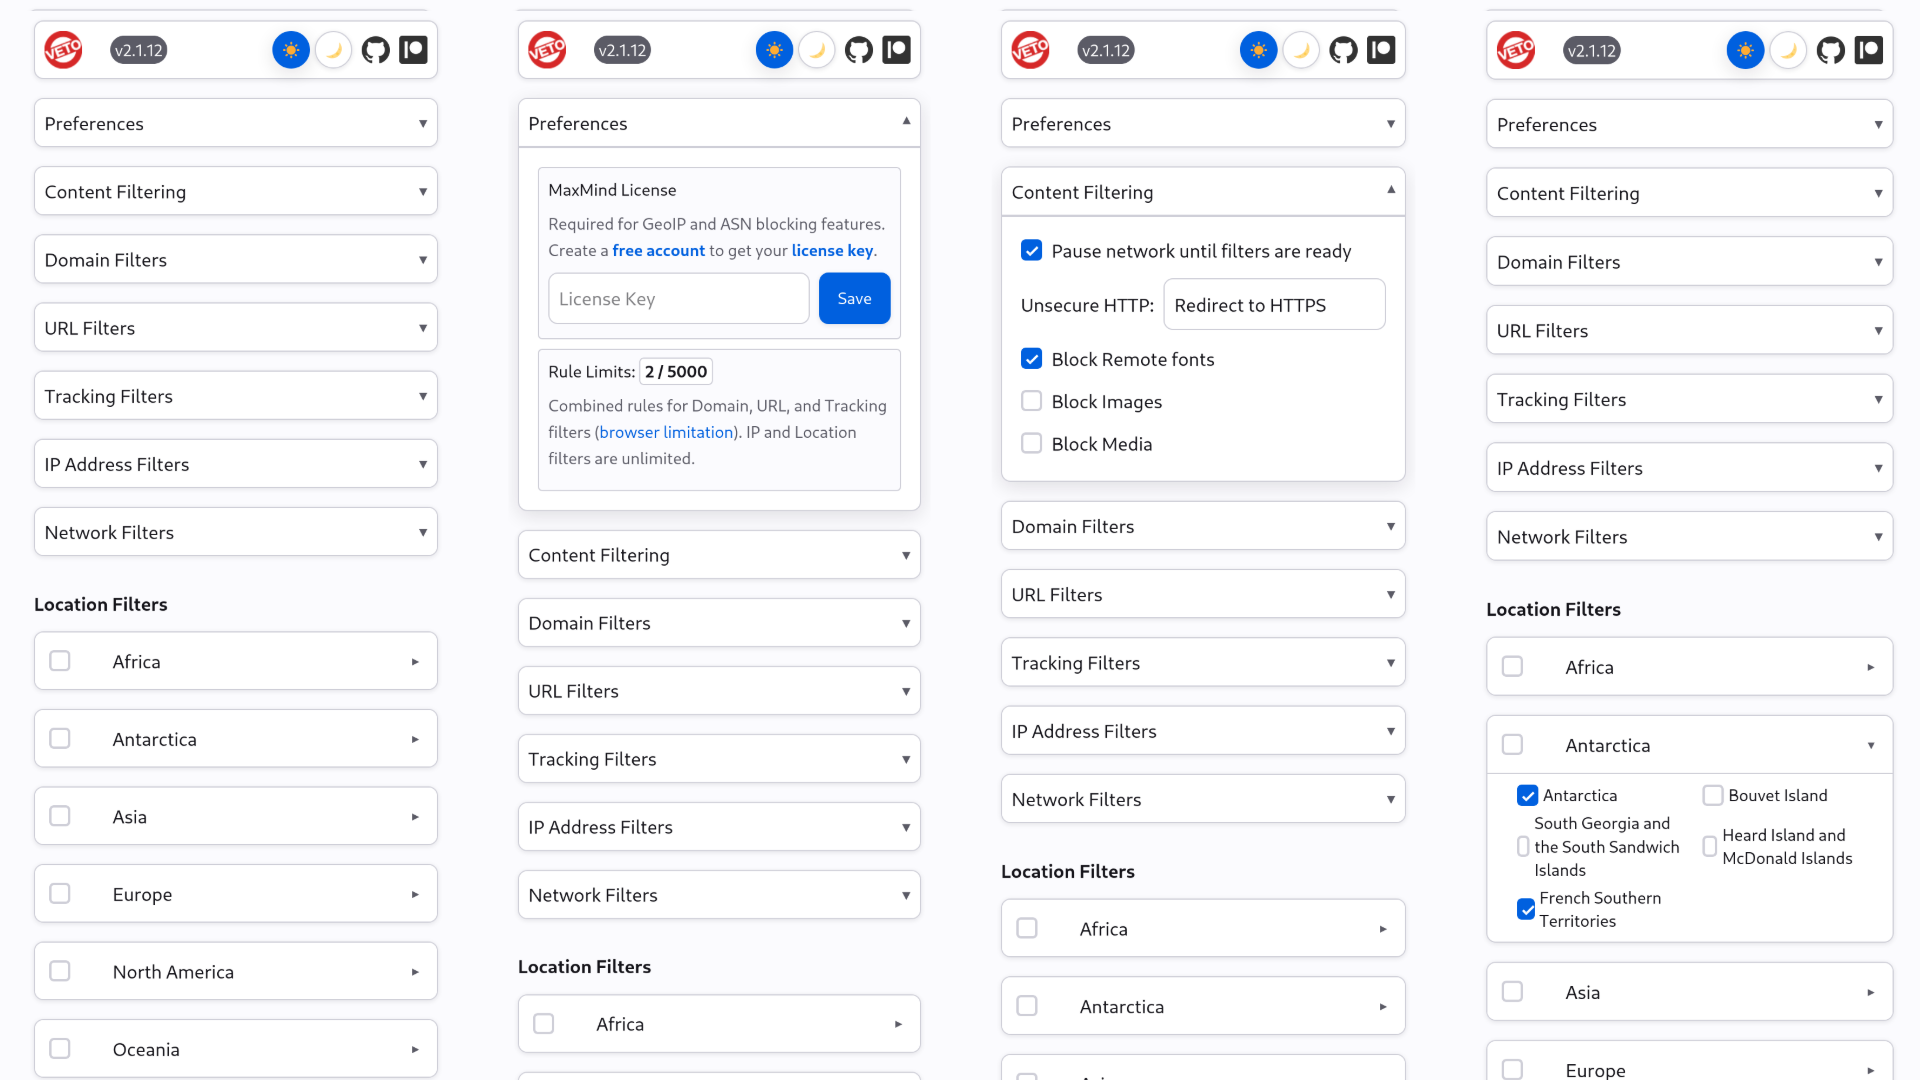 VETO
v2.1.12
Preferences
Content Filtering
Domain Filters
URL Filters
Tracking Filters
IP Address Filters
Network Filters
Location Filters
Africa
Antarctica
Asia
Europe
North America
Oceania
VETO
v2.1.12
Preferences
MaxMind License
Required for GeoIP and ASN blocking features.
Create a free account to get your license key.
License Key
Save
Rule Limits: 2 / 5000
Combined rules for Domain, URL, and Tracking
filters (browser limitation). IP and Location
filters are unlimited.
Content Filtering
Domain Filters
URL Filters
Tracking Filters
IP Address Filters
Network Filters
Location Filters
Africa
VETO
v2.1.12
Preferences
Content Filtering
Pause network until filters are ready
Unsecure HTTP: Redirect to HTTPS
Block Remote fonts
Block Images
Block Media
Domain Filters
URL Filters
Tracking Filters
IP Address Filters
Network Filters
Location Filters
Africa
Antarctica
VETO
v2.1.12
Preferences
Content Filtering
Domain Filters
URL Filters
Tracking Filters
IP Address Filters
Network Filters
Location Filters
Africa
Antarctica
Antarctica
Bouvet Island
South Georgia and
the South Sandwich
Islands
Heard Island and
McDonald Islands
French Southern
Territories
Asia
Europe